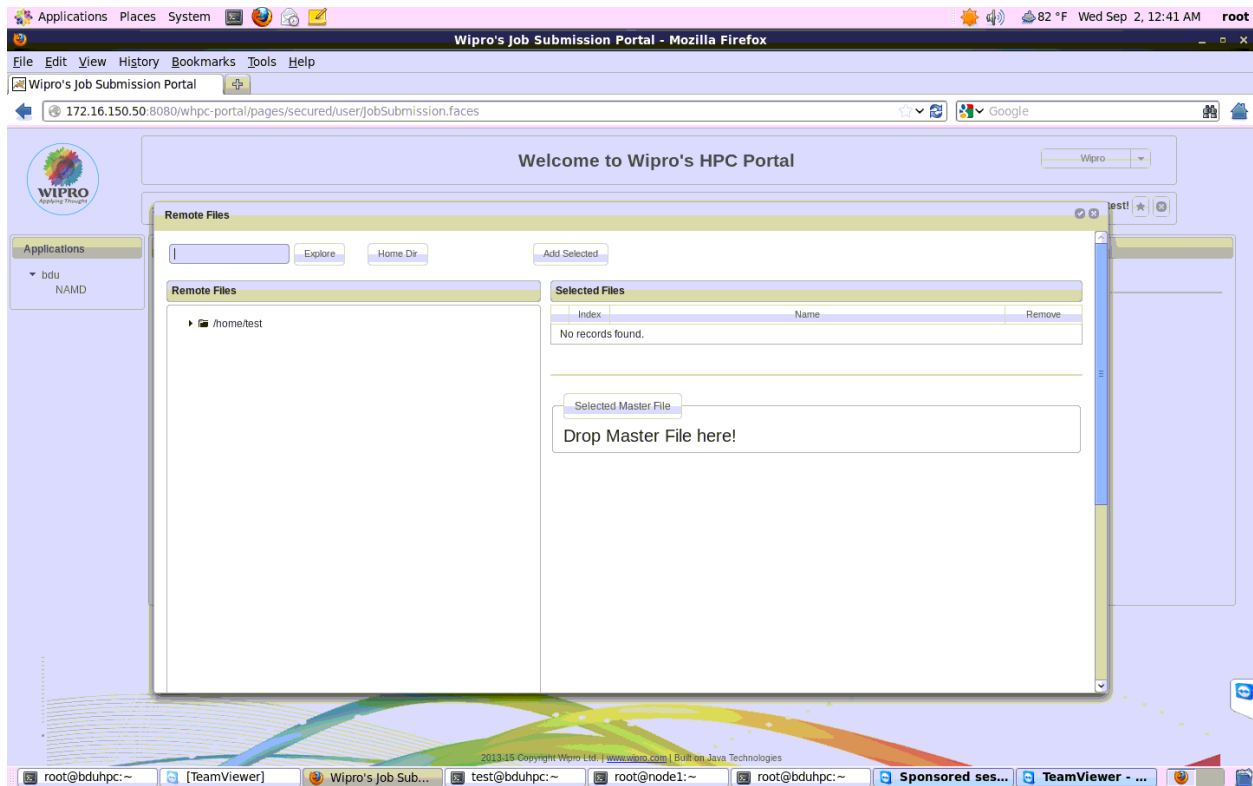 Applications Places System 82 °F Wed Sep 2, 12:41 AM root
Wipro's Job Submission Portal - Mozilla Firefox
File Edit View History Bookmarks Tools Help
Wipro's Job Submission Portal
172.16.150.50:8080/whpc-portal/pages/secured/user/JobSubmission.faces Google
WIPRO
Applying Thought
Welcome to Wipro's HPC Portal
Wipro
test!
Remote Files
Applications
bdu
NAMD
Explore Home Dir Add Selected
Remote Files
/home/test
Selected Files
Index Name Remove
No records found.
Selected Master File
Drop Master File here!
2013-15 Copyright Wipro Ltd. | www.wipro.com | Built on Java Technologies
root@bduhpc:~ [TeamViewer] Wipro's Job Sub... test@bduhpc:~ root@node1:~ root@bduhpc:~ Sponsored ses... TeamViewer - ...